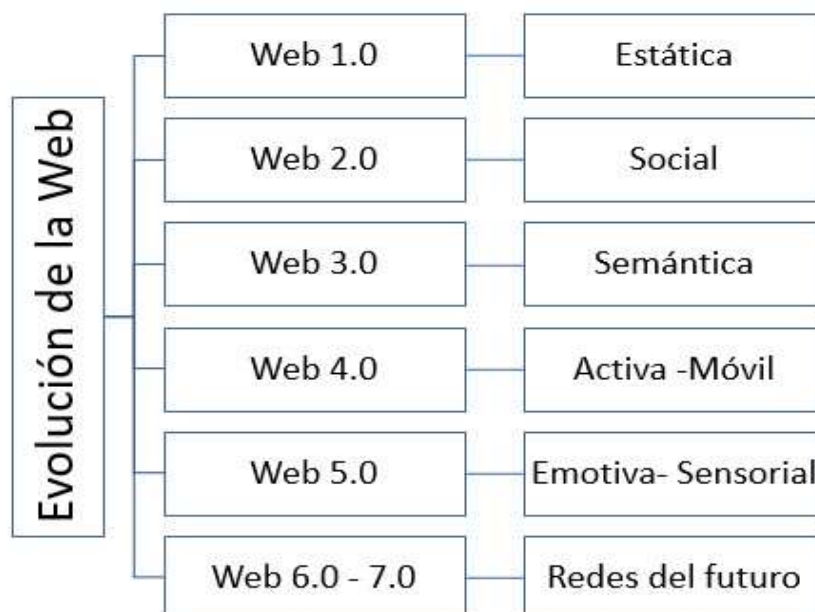 Evolución de la Web
Web 1.0
Estática
Web 2.0
Social
Web 3.0
Semántica
Web 4.0
Activa -Móvil
Web 5.0
Emotiva- Sensorial
Web 6.0 - 7.0
Redes del futuro